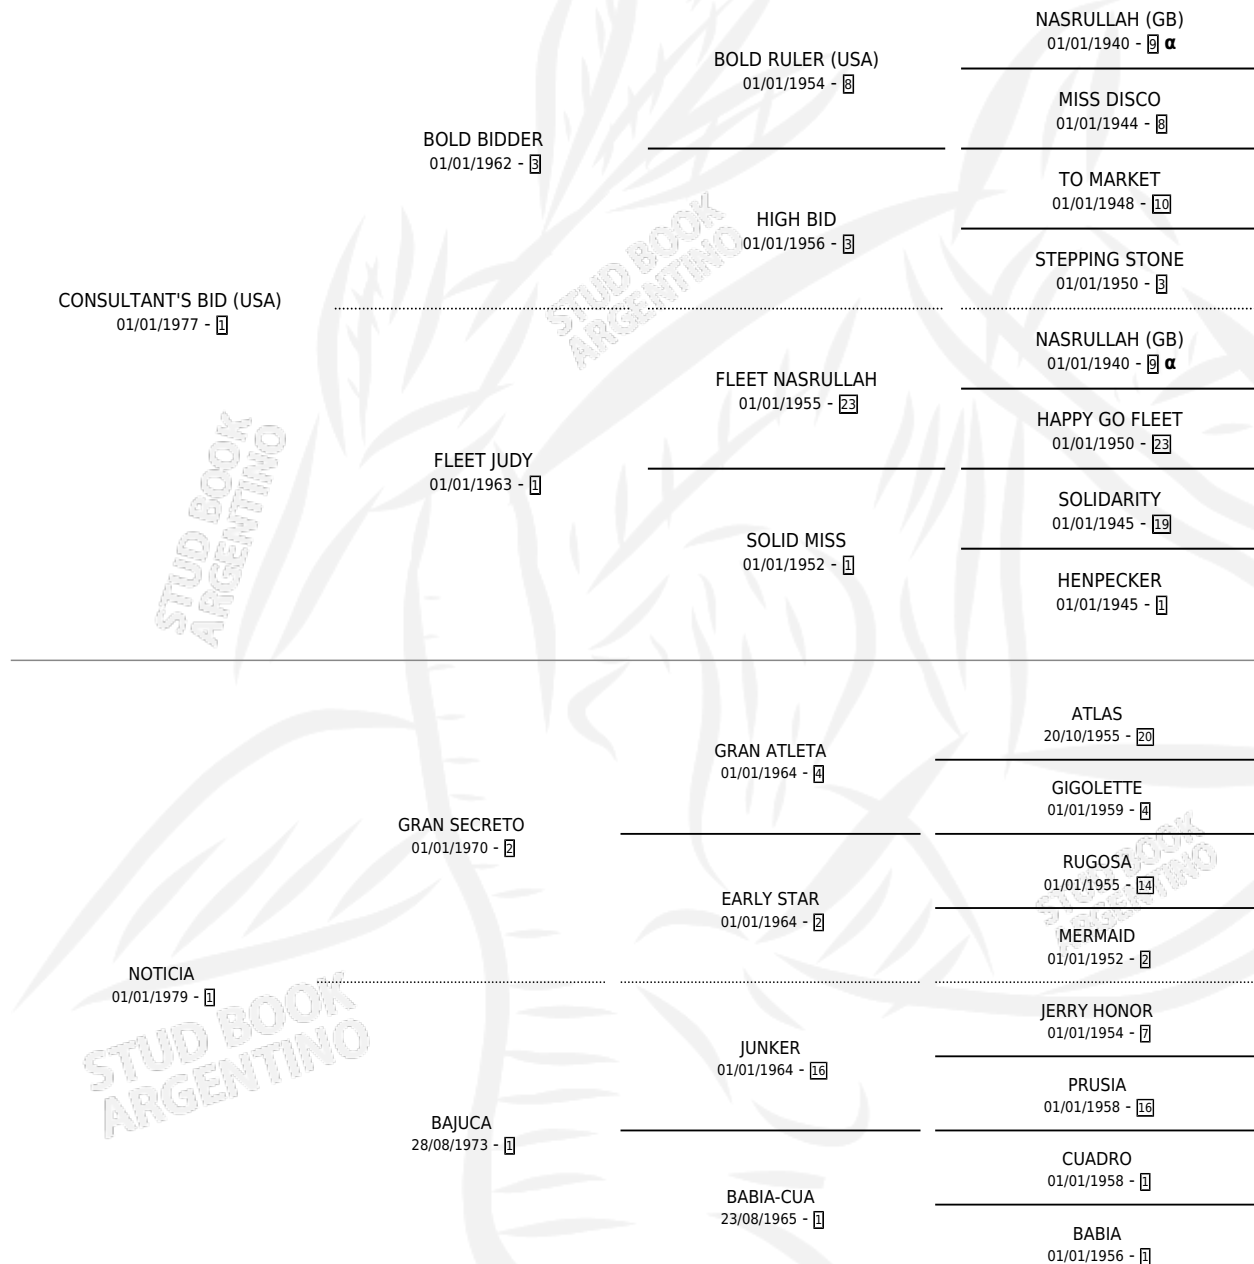 NASRULLAH (GB)
01/01/1940 - 9 α
BOLD RULER (USA)
01/01/1954 - 8
MISS DISCO
01/01/1944 - 8
BOLD BIDDER
01/01/1962 - 3
TO MARKET
01/01/1948 - 10
HIGH BID
01/01/1956 - 3
STEPPING STONE
01/01/1950 - 3
CONSULTANT'S BID (USA)
01/01/1977 - 1
NASRULLAH (GB)
01/01/1940 - 9 α
FLEET NASRULLAH
01/01/1955 - 23
HAPPY GO FLEET
01/01/1950 - 23
FLEET JUDY
01/01/1963 - 1
SOLIDARITY
01/01/1945 - 19
SOLID MISS
01/01/1952 - 1
HENPECKER
01/01/1945 - 1
ATLAS
20/10/1955 - 20
GRAN ATLETA
01/01/1964 - 4
GIGOLETTE
01/01/1959 - 4
GRAN SECRETO
01/01/1970 - 2
RUGOSA
01/01/1955 - 14
EARLY STAR
01/01/1964 - 2
MERMAID
01/01/1952 - 2
NOTICIA
01/01/1979 - 1
JERRY HONOR
01/01/1954 - 7
JUNKER
01/01/1964 - 16
PRUSIA
01/01/1958 - 16
BAJUCA
28/08/1973 - 1
CUADRO
01/01/1958 - 1
BABIA-CUA
23/08/1965 - 1
BABIA
01/01/1956 - 1
STUD BOOK
ARGENTINO
STUD BOOK
ARGENTINO
STUD BOOK
ARGENTINO
STUD BOOK
ARGENTINO